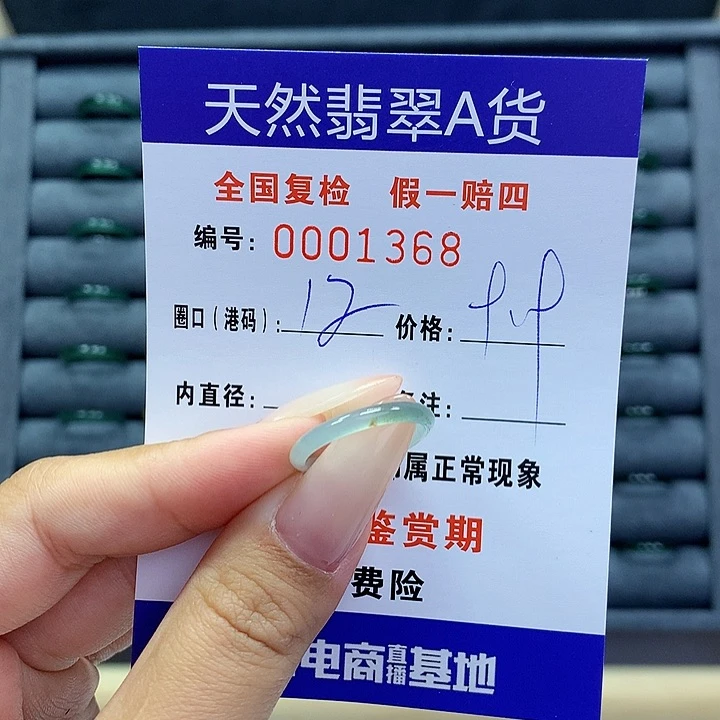 天然翡翠A货
全国复检 假一赔四
编号: 0001368
圈口(港码): 12 价格:
内直径: 注:
属正常现象
鉴赏期
费险
电商直播基地